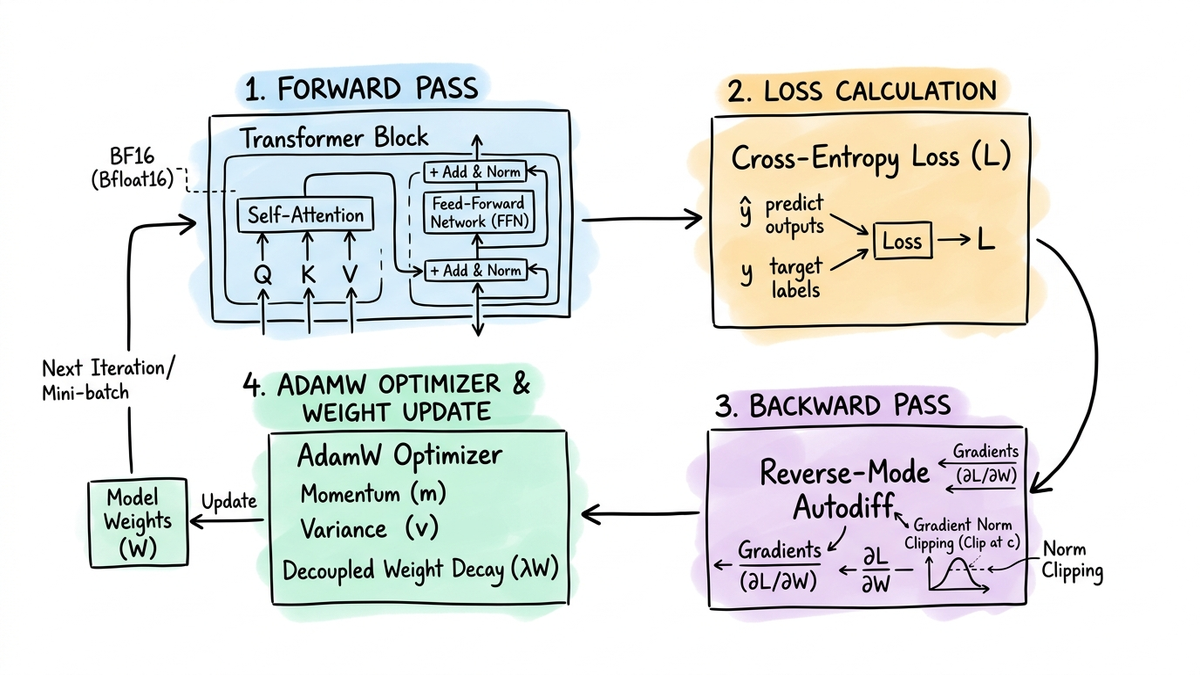 1. FORWARD PASS
BF16
(Bfloat16)
Transformer Block
Self-Attention
Q K V
+ Add & Norm
Feed-Forward
Network (FFN)
+ Add & Norm
2. LOSS CALCULATION
Cross-Entropy Loss (L)
ŷ predict
outputs
y target
labels
Loss
L
3. BACKWARD PASS
Reverse-Mode
Autodiff
Gradients
(∂L/∂W)
Gradient Norm
Clipping (Clip at c)
Gradients
(∂L/∂W)
∂L
∂W
Norm
Clipping
4. ADAMW OPTIMIZER &
WEIGHT UPDATE
AdamW Optimizer
Momentum (m)
Variance (v)
Decoupled Weight Decay (λW)
Update
Model
Weights
(W)
Next Iteration/
Mini-batch